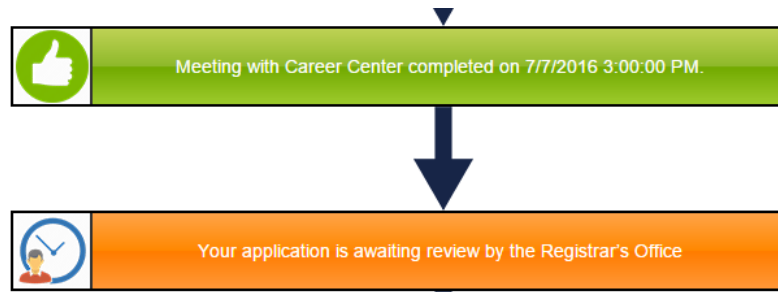 Meeting with Career Center completed on 7/7/2016 3:00:00 PM.
Your application is awaiting review by the Registrar's Office